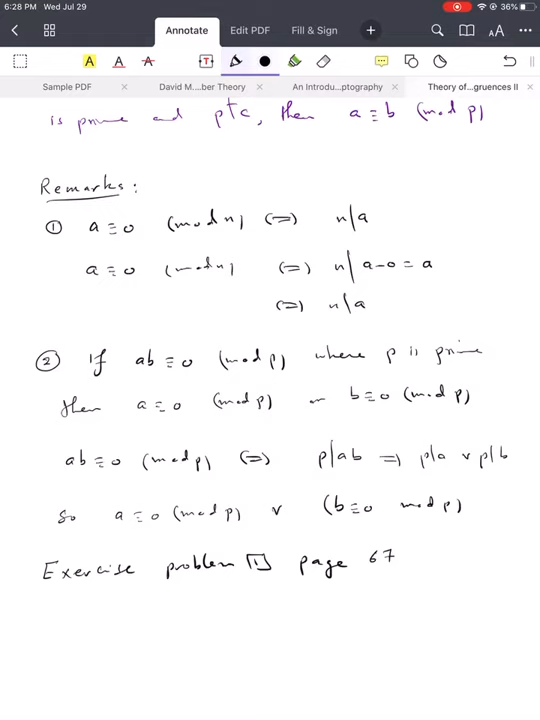 6:28 PM Wed Jul 29 36%
Annotate Edit PDF Fill & Sign
Sample PDF David M....ber Theory An Introdu...ptography Theory of...gruences II
is prime and p∤c, then a ≡ b (mod p)
Remarks:
① a ≡ 0 (mod n) ⟺ n|a
a ≡ 0 (mod n) ⟺ n|a-0 = a
⟺ n|a
② If ab ≡ 0 (mod p) where p is prime
then a ≡ 0 (mod p) or b ≡ 0 (mod p)
ab ≡ 0 (mod p) ⟺ p|ab ⟹ p|a ∨ p|b
So a ≡ 0 (mod p) ∨ (b ≡ 0 mod p)
Exercise problem 1 page 67